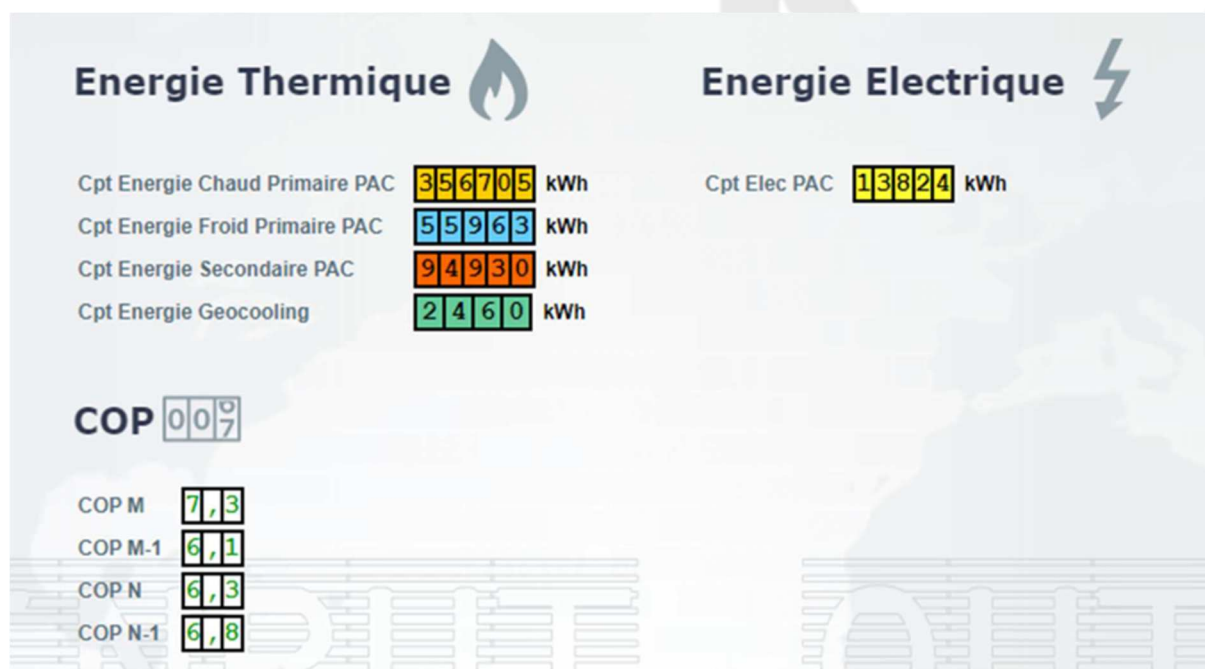 Energie Thermique
Energie Electrique
Cpt Energie Chaud Primaire PAC 356705 kWh
Cpt Elec PAC 13824 kWh
Cpt Energie Froid Primaire PAC 55963 kWh
Cpt Energie Secondaire PAC 94930 kWh
Cpt Energie Geocooling 2460 kWh
COP 007
COP M 7,3
COP M-1 6,1
COP N 6,3
COP N-1 6,8